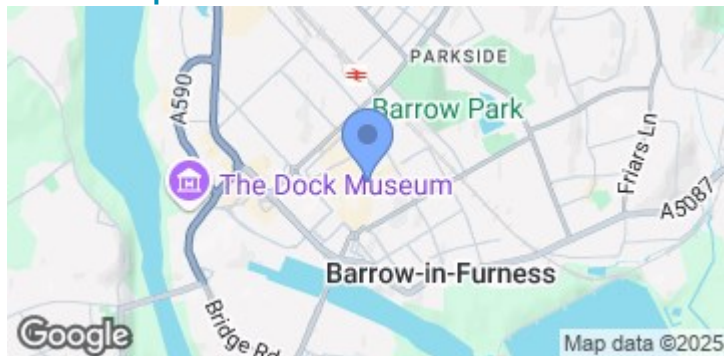 PARKSIDE
A590
Barrow Park
Friars Ln
The Dock Museum
A5087
Barrow-in-Furness
Bridge Rd
Google
Map data ©2025